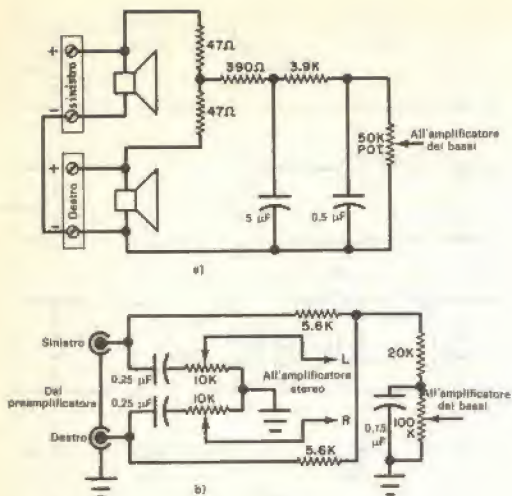 +
sinistro
-
+
Destro
-
47Ω
47Ω
390Ω
3.9K
5 µF
0.5 µF
50K
POT.
All'amplificatore
dei bassi
a)
Sinistro
Dal
preamplificatore
Destro
0.25 µF
0.25 µF
10K
10K
5.6K
5.6K
All'amplificatore
stereo
L
R
20K
0.15 µF
100
K
All'amplificatore
dei bassi
b)